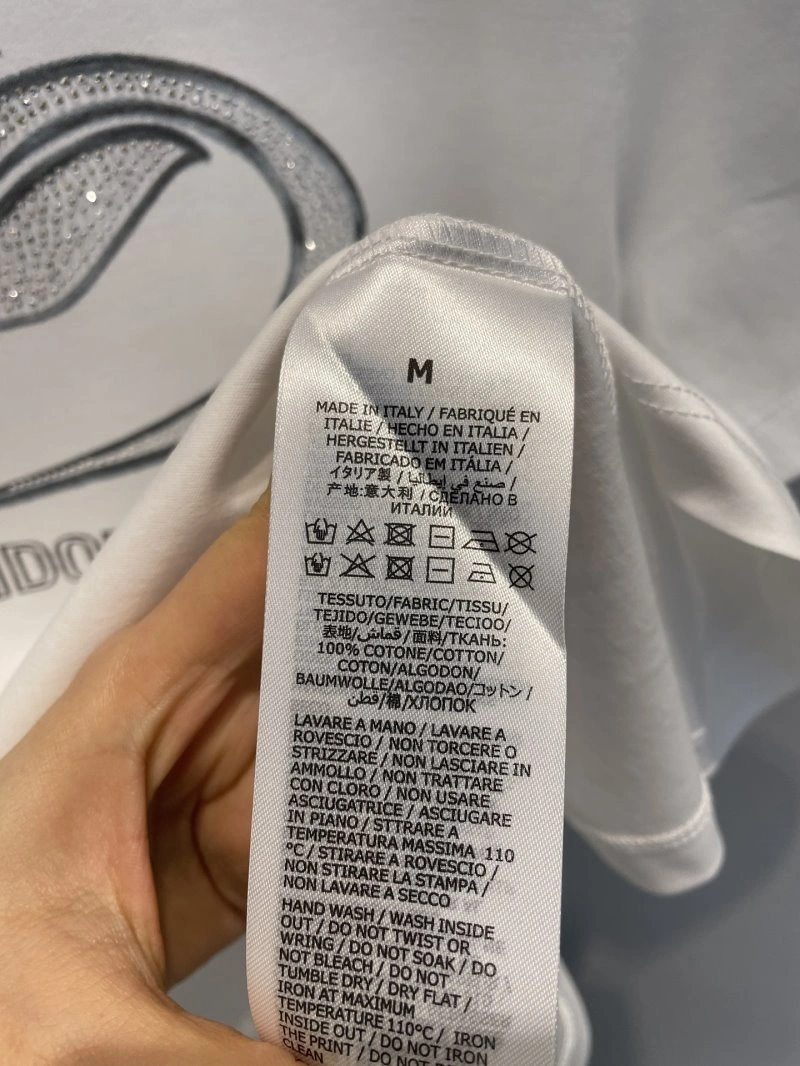 M
MADE IN ITALY / FABRIQUÉ EN
ITALIE / HECHO EN ITALIA /
HERGESTELLT IN ITALIEN /
FABRICADO EM ITÁLIA /
イタリア製 / صنع في إيطاليا /
产地:意大利 / СДЕЛАНО В
ИТАЛИИ
TESSUTO/FABRIC/TISSU/
TEJIDO/GEWEBE/TECIOO/
表地/قماش/面料/ТКАНЬ:
100% COTONE/COTTON/
COTON/ALGODON/
BAUMWOLLE/ALGODAO/コットン/
قطن/棉/ХЛОПОК
LAVARE A MANO / LAVARE A
ROVESCIO / NON TORCERE O
STRIZZARE / NON LASCIARE IN
AMMOLLO / NON TRATTARE
CON CLORO / NON USARE
ASCIUGATRICE / ASCIUGARE
IN PIANO / STTRARE A
TEMPERATURA MASSIMA 110
°C / STIRARE A ROVESCIO /
NON STIRARE LA STAMPA /
NON LAVARE A SECCO
HAND WASH / WASH INSIDE
OUT / DO NOT TWIST OR
WRING / DO NOT SOAK / DO
NOT BLEACH / DO NOT
TUMBLE DRY / DRY FLAT /
IRON AT MAXIMUM
TEMPERATURE 110°C / IRON
INSIDE OUT / DO NOT IRON
THE PRINT / DO NOT
CLEAN